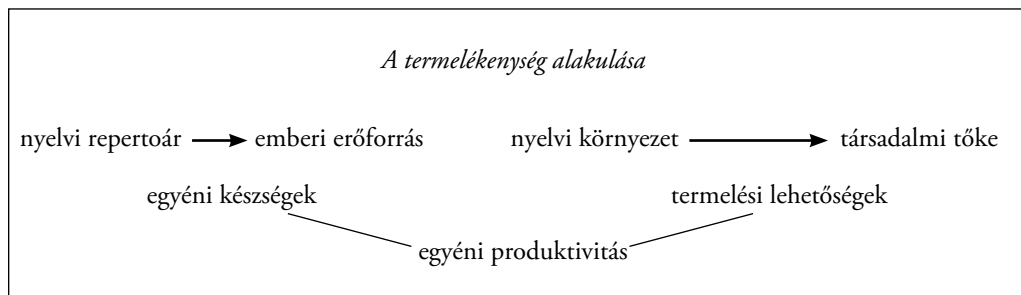 A termelékenység alakulása
nyelvi repertoár emberi erőforrás nyelvi környezet társadalmi tőke
egyéni készségek termelési lehetőségek
egyéni produktivitás